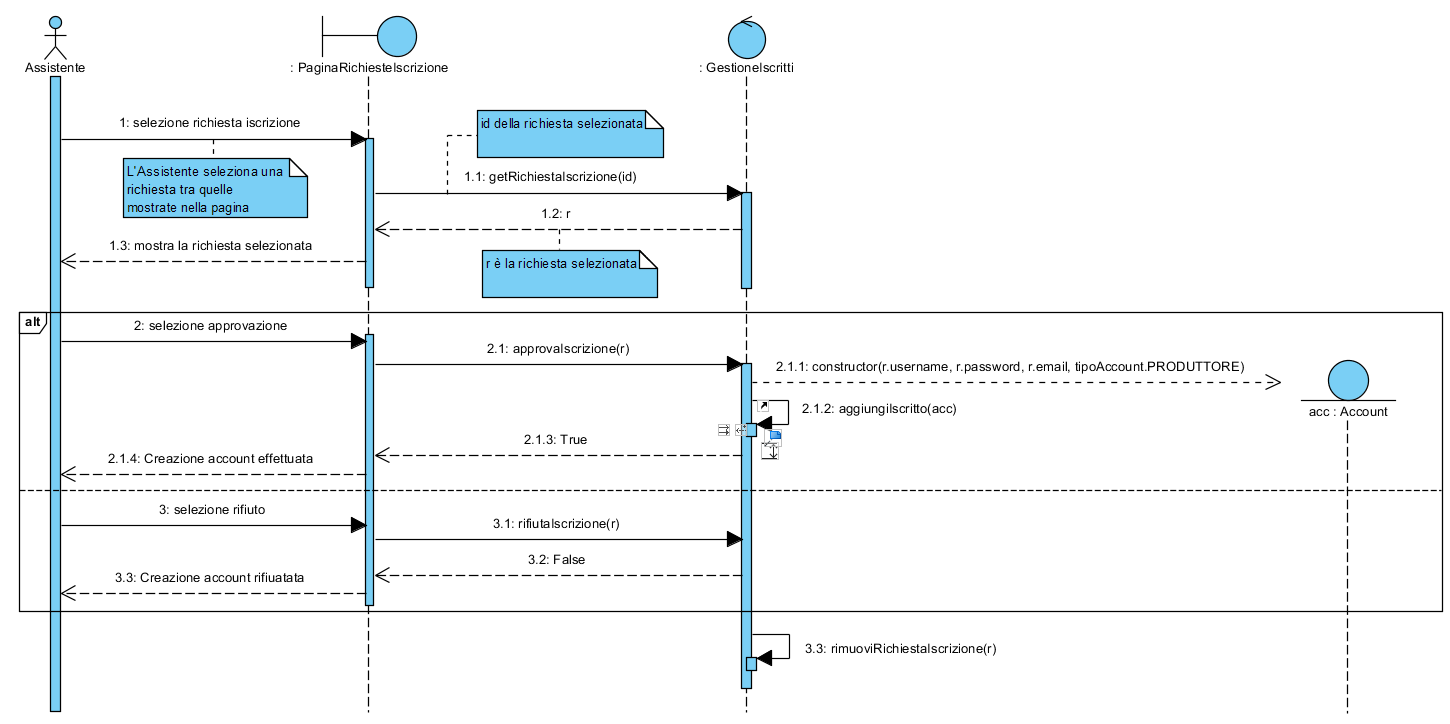 Assistente
: PaginaRichiesteIscrizione
: GestioneIscritti
1: selezione richiesta iscrizione
id della richiesta selezionata
L'Assistente seleziona una
richiesta tra quelle
mostrate nella pagina
1.1: getRichiestaIscrizione(id)
1.2: r
1.3: mostra la richiesta selezionata
r è la richiesta selezionata
alt
2: selezione approvazione
2.1: approvaIscrizione(r)
2.1.1: constructor(r.username, r.password, r.email, tipoAccount.PRODUTTORE)
acc : Account
2.1.2: aggiungiIscritto(acc)
2.1.3: True
2.1.4: Creazione account effettuata
3: selezione rifiuto
3.1: rifiutaIscrizione(r)
3.2: False
3.3: Creazione account rifiuatata
3.3: rimuoviRichiestaIscrizione(r)